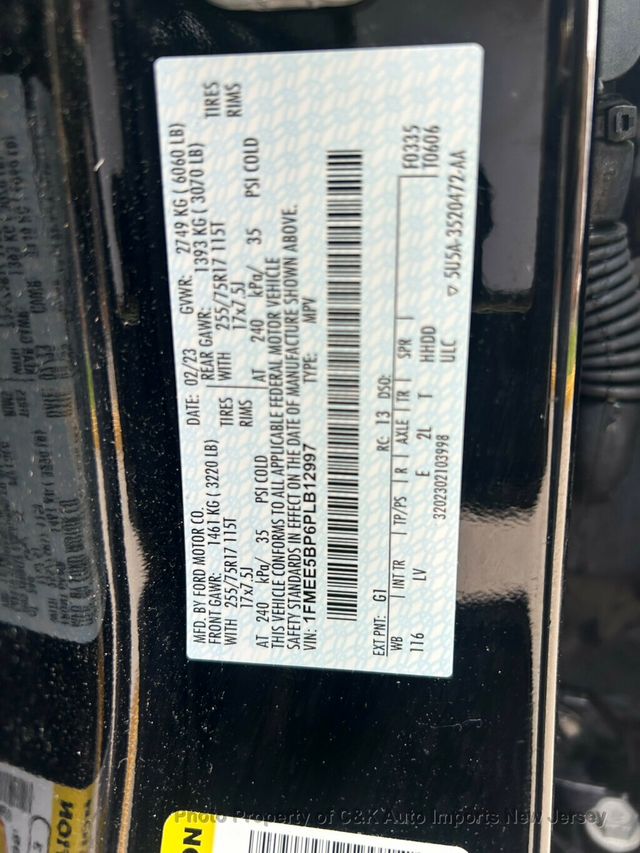 MFD. BY FORD MOTOR CO.
DATE: 02/23 GVWR: 2749 KG ( 6060 LB)
FRONT GAWR: 1461KG ( 3220 LB) REAR GAWR: 1393 KG ( 3070 LB)
WITH 255/75R17 115T TIRES WITH 255/75R17 115T TIRES
17x7.5J RIMS 17x7.5J RIMS
AT 240 kPa/ 35 PSI COLD AT 240 kPa/ 35 PSI COLD
THIS VEHICLE CONFORMS TO ALL APPLICABLE FEDERAL MOTOR VEHICLE
SAFETY STANDARDS IN EFFECT ON THE DATE OF MANUFACTURE SHOWN ABOVE.
VIN: 1FMEE5BP6PLB12997 TYPE: MPV
EXT PNT: G1 RC: 13 DSO: F0335
WB INT TR TP/PS R AXLE TR SPR T0606
116 LV E 2L T HHDD
3202302103998 ULC 5U5A-3520472-AA
Photo Property of C&K Auto Imports New Jersey